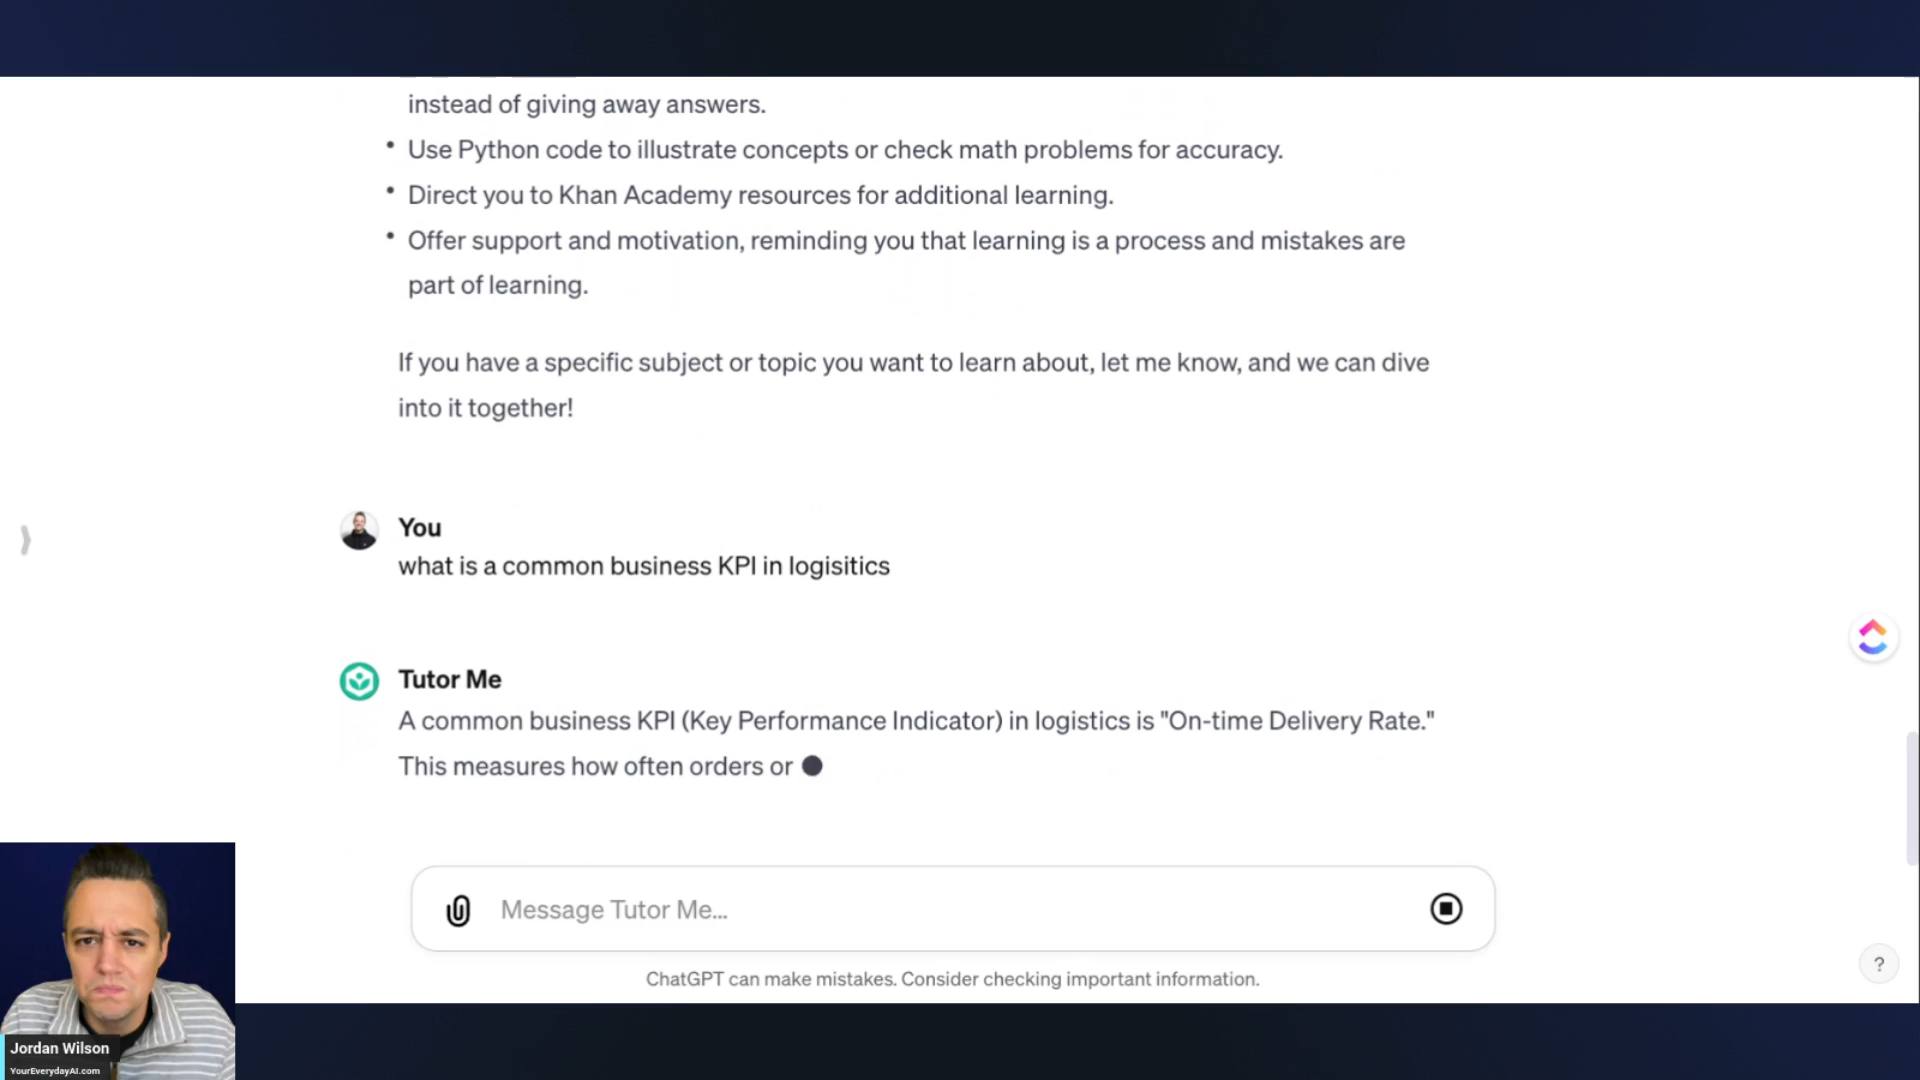 instead of giving away answers.
• Use Python code to illustrate concepts or check math problems for accuracy.
• Direct you to Khan Academy resources for additional learning.
• Offer support and motivation, reminding you that learning is a process and mistakes are
part of learning.
If you have a specific subject or topic you want to learn about, let me know, and we can dive
into it together!
You
what is a common business KPI in logisitics
Tutor Me
A common business KPI (Key Performance Indicator) in logistics is "On-time Delivery Rate."
This measures how often orders or
Message Tutor Me...
ChatGPT can make mistakes. Consider checking important information.
?
Jordan Wilson
YourEverydayAI.com